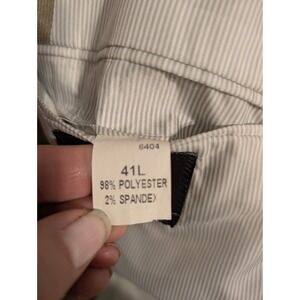 6404
41L
98% POLYESTER
2% SPANDEX